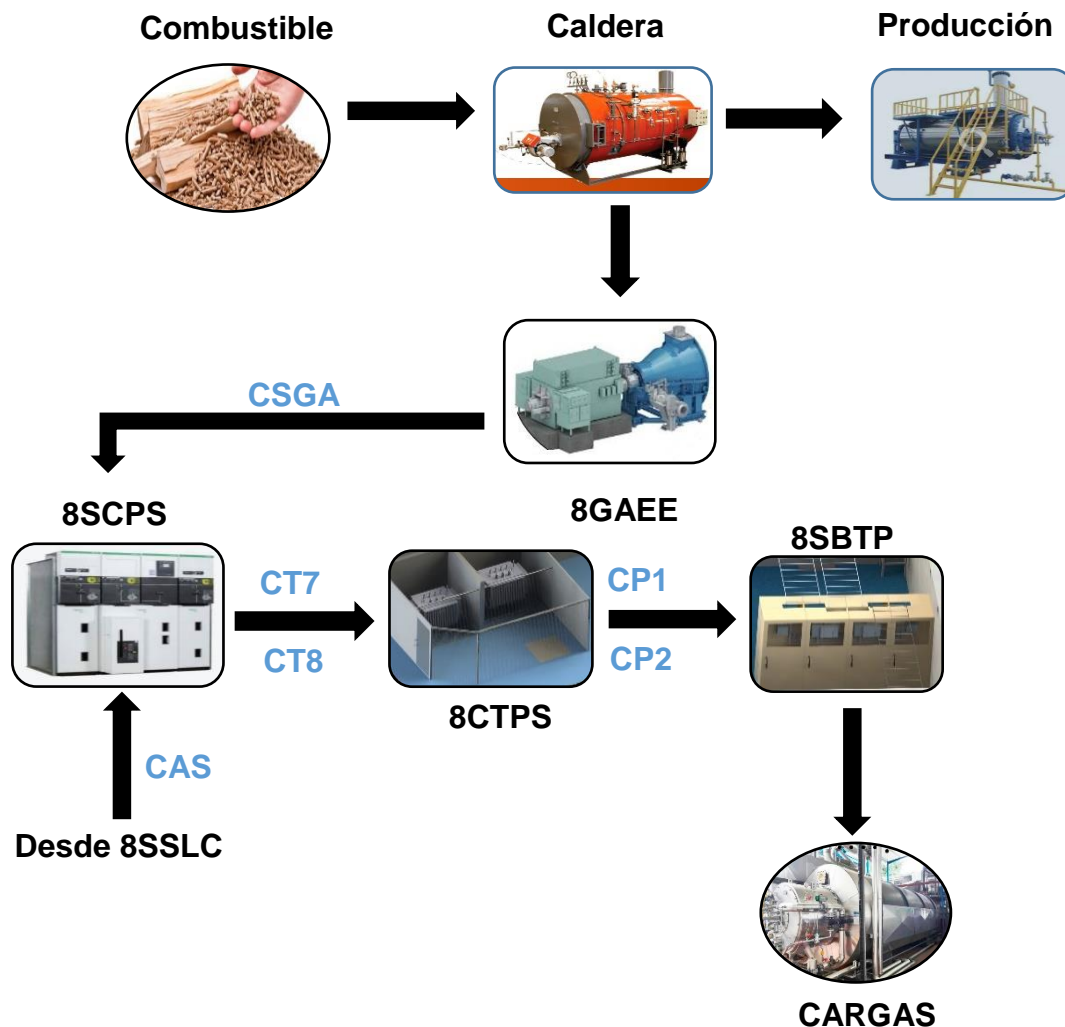 Combustible
Caldera
Producción
CSGA
8SCPS
8GAEE
8SBTP
CT7
CT8
CP1
CP2
8CTPS
CAS
Desde 8SSLC
CARGAS